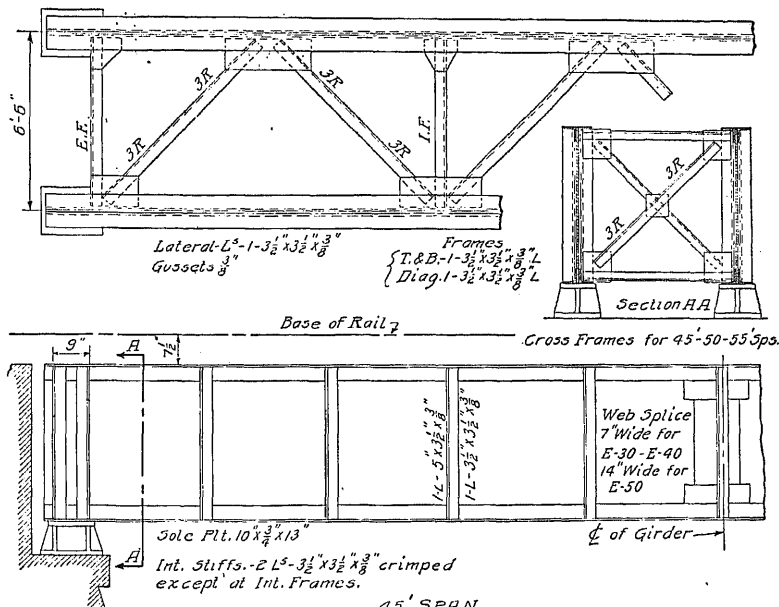 6'-6"
E.F.
3R
3R
3R
I.F.
3R
3R
Lateral-Lˢ-1-3½"x3½"x⅜"
Gussets ⅜"
Frames
T.&B.-1-3½"x3½"x⅜"L
Diag.1-3½"x3½"x⅜"L
Section AA
Cross Frames for 45'-50-55'Sps.
Base of Rail
9"
A
7½"
1-L-5"x3½"x⅜"
1-L-3½"x3½"x⅜"
Web Splice
7"Wide for
E-30-E-40
14"Wide for
E-50
℄ of Girder
Sole Plt. 10"x¾"x13"
A
Int. Stiffs.-2 Lˢ-3½"x3½"x⅜" crimped
except at Int. Frames.
45' SPAN